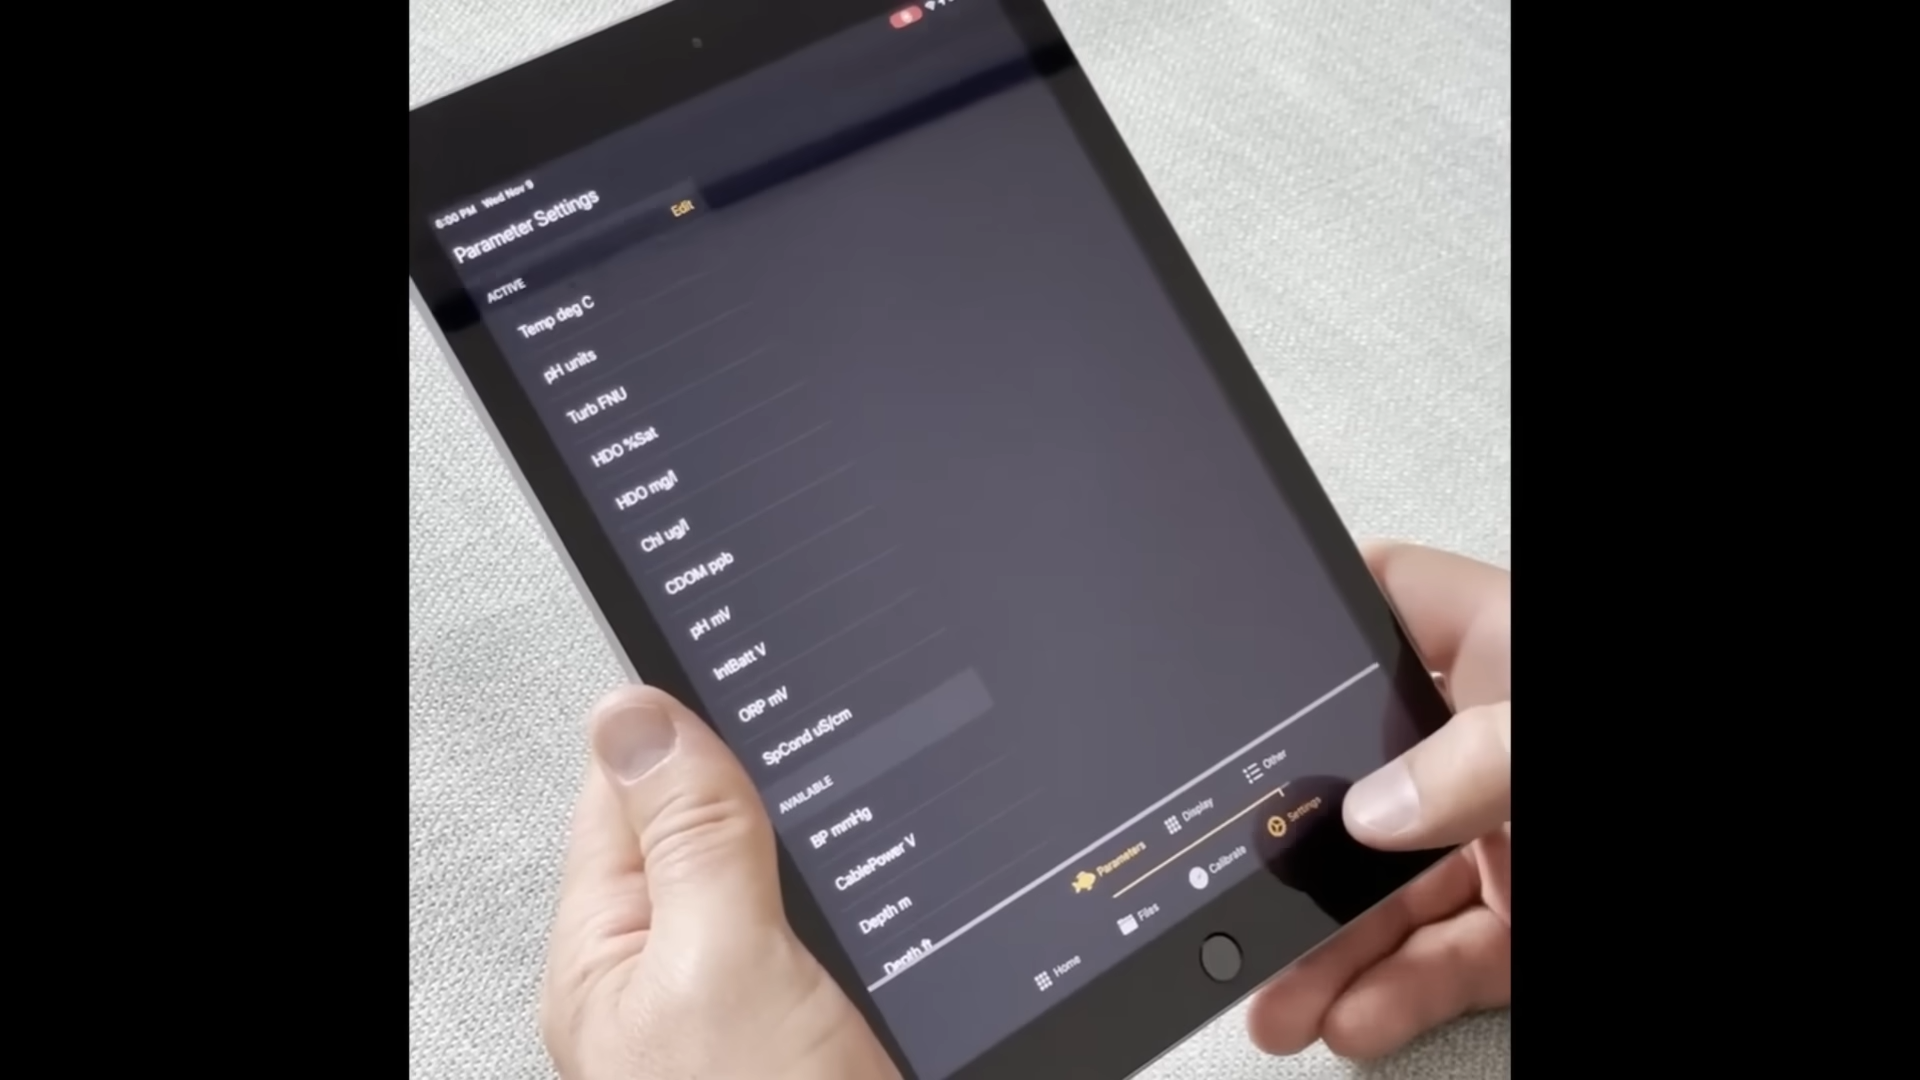 6:00 PM Wed Nov 9
Parameter Settings
Edit
ACTIVE
Temp deg C
pH units
Turb FNU
HDO %Sat
HDO mg/l
Chl ug/l
CDOM ppb
pH mV
IntBatt V
ORP mV
SpCond uS/cm
AVAILABLE
BP mmHg
CablePower V
Depth m
Depth ft
Parameters
Display
Other
Home
Files
Calibrate
Settings